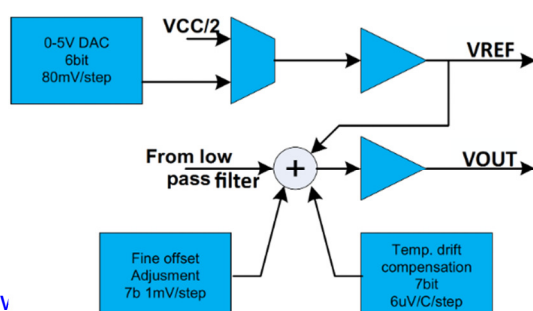 VCC/2
0-5V DAC
6bit
80mV/step
VREF
From low
pass filter
+
VOUT
Fine offset
Adjusment
7b 1mV/step
Temp. drift
compensation
7bit
6uV/C/step